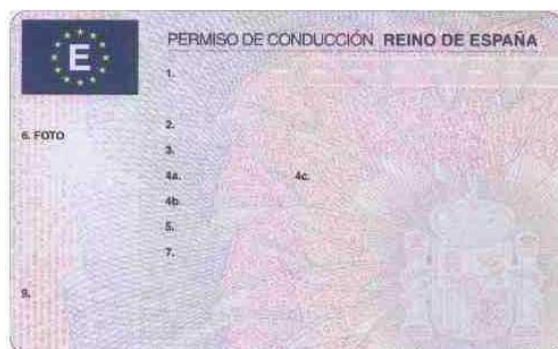 E
PERMISO DE CONDUCCIÓN REINO DE ESPAÑA
1.
2.
6. FOTO
3.
4a. 4c.
4b.
5.
7.
9.